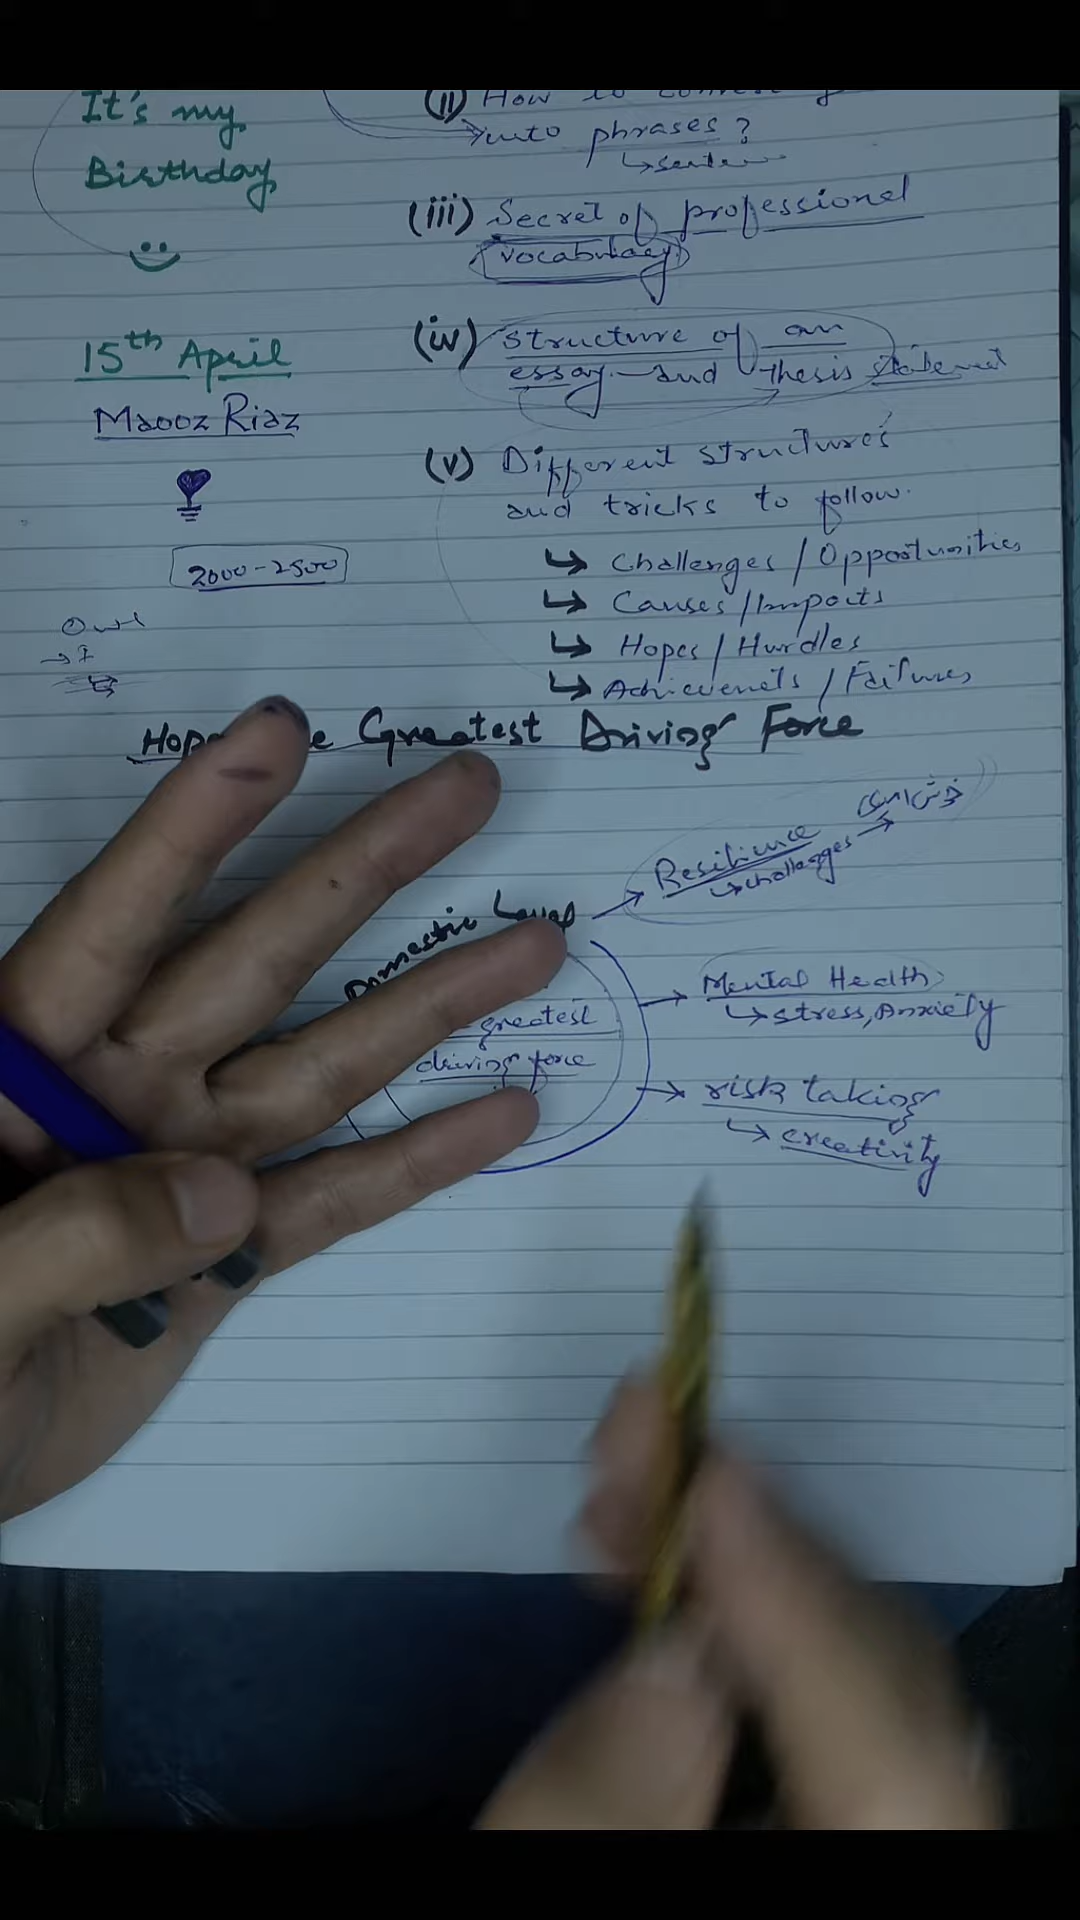 It's my
Birthday
15th April
Maooz Riaz
2000-2500
(ii) How to
into phrases?
(iii) Secret of professional
vocabulary
(iv) structure of an
essay and thesis statement
(v) Different structures
and tricks to follow.
Challenges / Opportunities
Causes / Impacts
Hopes / Hurdles
Achievements / Failures
Greatest Driving Force
Domestic Level
greatest
driving force
Resilience
challenges
Mental Health
stress, Anxiety
risk taking
creativity